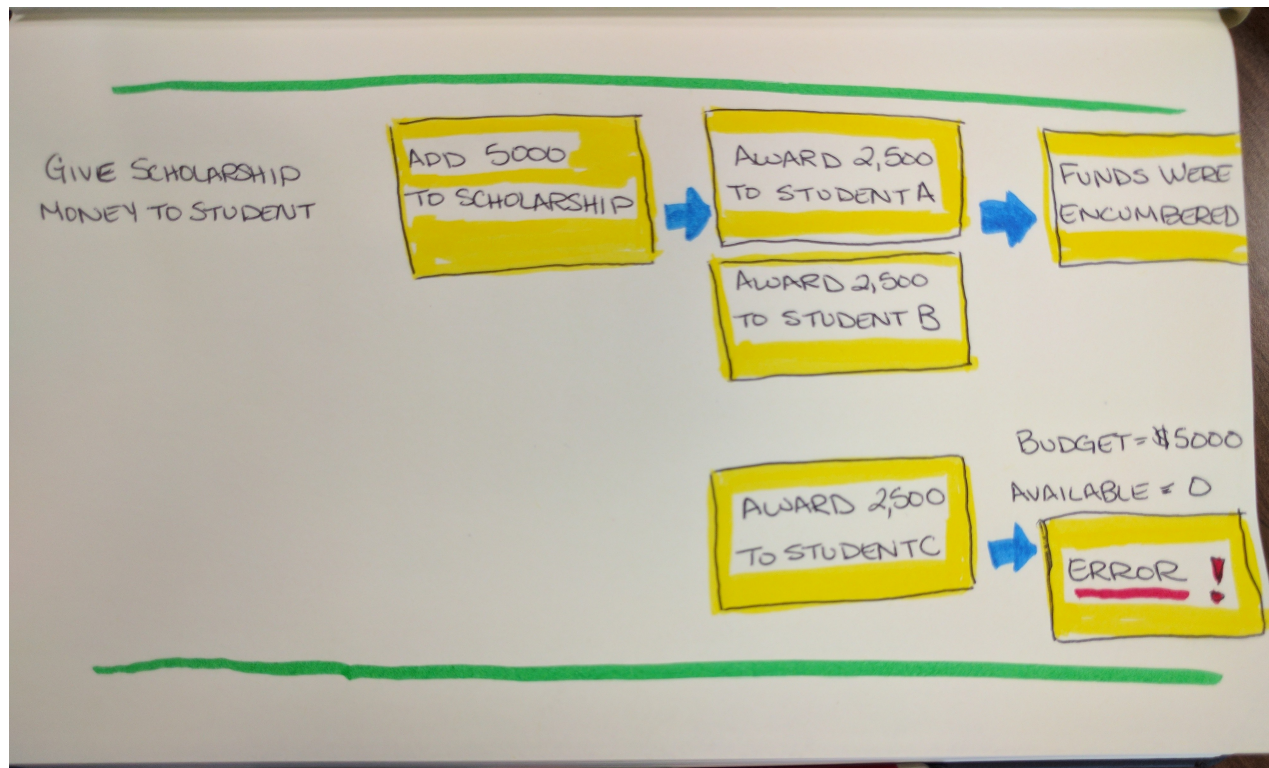 GIVE SCHOLARSHIP
MONEY TO STUDENT
ADD 5000
TO SCHOLARSHIP
AWARD 2,500
TO STUDENT A
AWARD 2,500
TO STUDENT B
FUNDS WERE
ENCUMBERED
AWARD 2,500
TO STUDENT C
BUDGET = $5000
AVAILABLE = 0
ERROR !